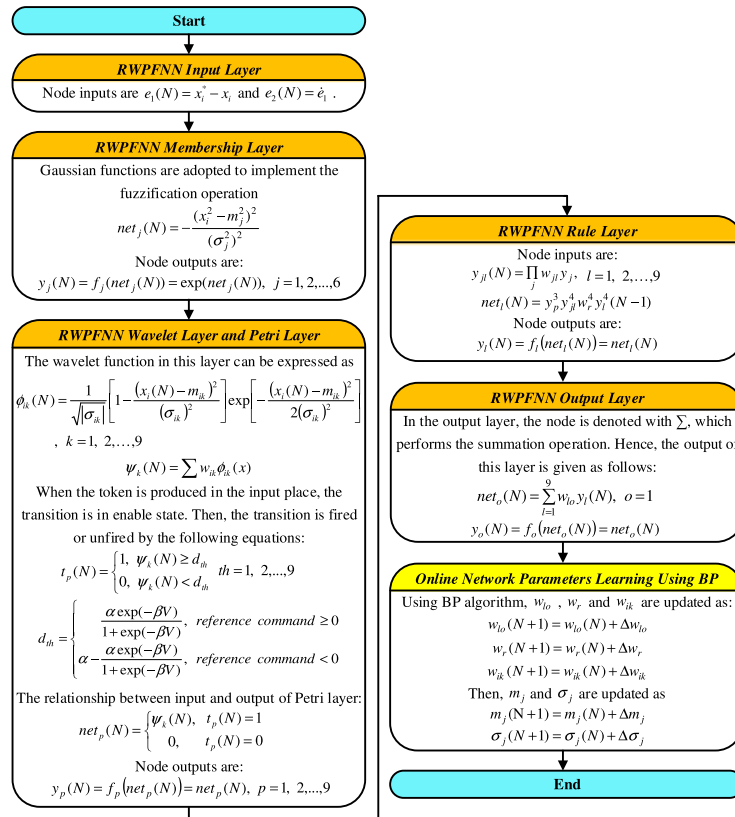 Start
RWPFNN Input Layer
Node inputs are e₁(N) = x*ᵢ − xᵢ and e₂(N) = ė₁ .
RWPFNN Membership Layer
Gaussian functions are adopted to implement the
fuzzification operation
net_j(N) = −(x_i^2 − m_j^2)^2 / (σ_j^2)^2
Node outputs are:
y_j(N) = f_j(net_j(N)) = exp(net_j(N)), j = 1, 2,...,6
RWPFNN Wavelet Layer and Petri Layer
The wavelet function in this layer can be expressed as
ϕ_ik(N) = 1/√|σ_ik| [1 − (x_i(N) − m_ik)^2 / (σ_ik)^2] exp[−(x_i(N) − m_ik)^2 / 2(σ_ik)^2]
, k = 1, 2,…,9
ψ_k(N) = ∑ w_ik ϕ_ik(x)
When the token is produced in the input place, the
transition is in enable state. Then, the transition is fired
or unfired by the following equations:
t_p(N) = {1, ψ_k(N) ≥ d_th
0, ψ_k(N) < d_th th = 1, 2,...,9
d_th = {α exp(−βV) / 1 + exp(−βV), reference command ≥ 0
α − α exp(−βV) / 1 + exp(−βV), reference command < 0
The relationship between input and output of Petri layer:
net_p(N) = {ψ_k(N), t_p(N) = 1
0, t_p(N) = 0
Node outputs are:
y_p(N) = f_p(net_p(N)) = net_p(N), p = 1, 2,...,9
RWPFNN Rule Layer
Node inputs are:
y_jl(N) = ∏_j w_jl y_j, l = 1, 2,…,9
net_l(N) = y_p^3 y_jl^4 w_r^4 y_l^4(N − 1)
Node outputs are:
y_l(N) = f_l(net_l(N)) = net_l(N)
RWPFNN Output Layer
In the output layer, the node is denoted with ∑, which
performs the summation operation. Hence, the output of
this layer is given as follows:
net_o(N) = ∑_{l=1}^{9} w_lo y_l(N), o = 1
y_o(N) = f_o(net_o(N)) = net_o(N)
Online Network Parameters Learning Using BP
Using BP algorithm, w_lo , w_r and w_ik are updated as:
w_lo(N+1) = w_lo(N) + Δw_lo
w_r(N+1) = w_r(N) + Δw_r
w_ik(N+1) = w_ik(N) + Δw_ik
Then, m_j and σ_j are updated as
m_j(N+1) = m_j(N) + Δm_j
σ_j(N+1) = σ_j(N) + Δσ_j
End